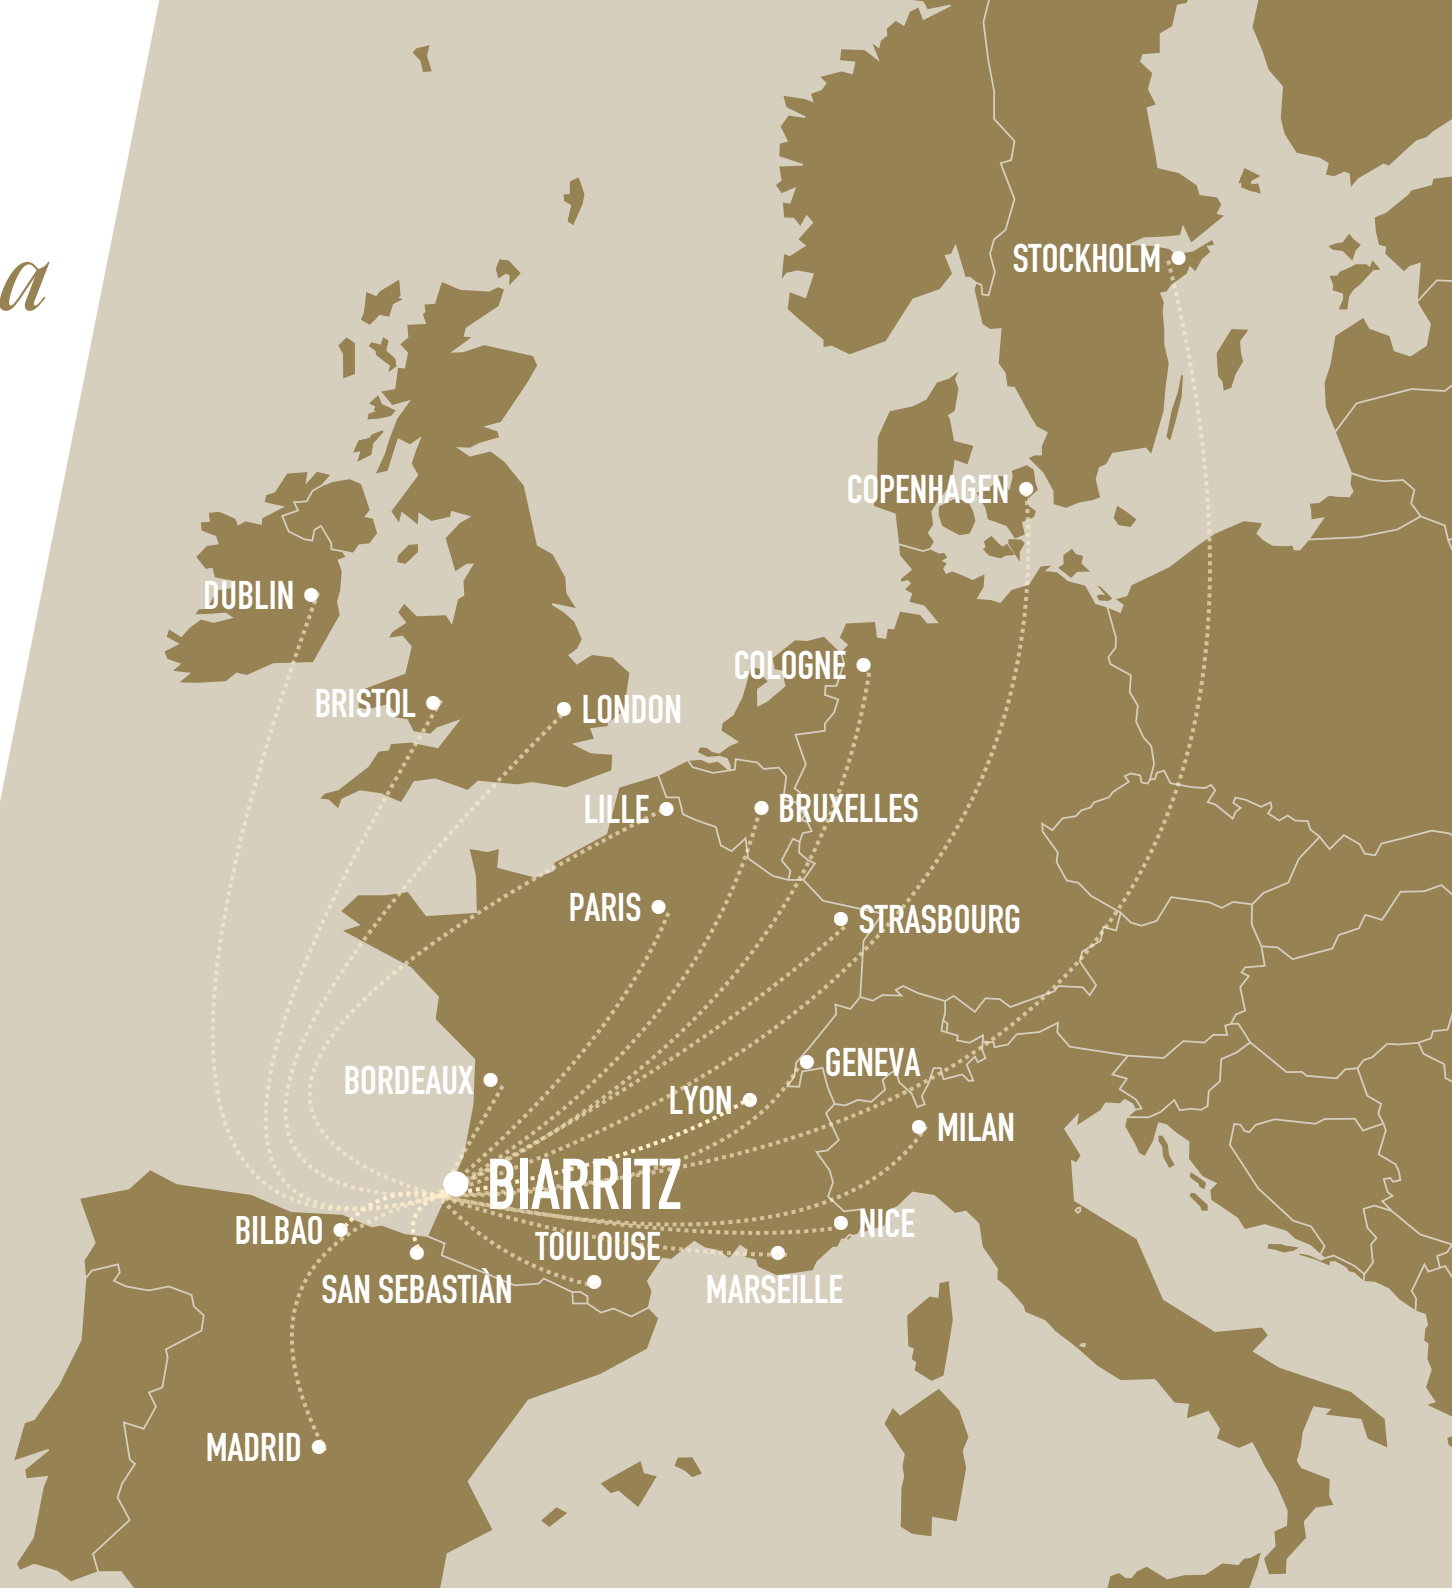 a
STOCKHOLM
COPENHAGEN
DUBLIN
COLOGNE
BRISTOL
LONDON
LILLE
BRUXELLES
PARIS
STRASBOURG
GENEVA
BORDEAUX
LYON
MILAN
BIARRITZ
NICE
BILBAO
TOULOUSE
SAN SEBASTIÀN
MARSEILLE
MADRID